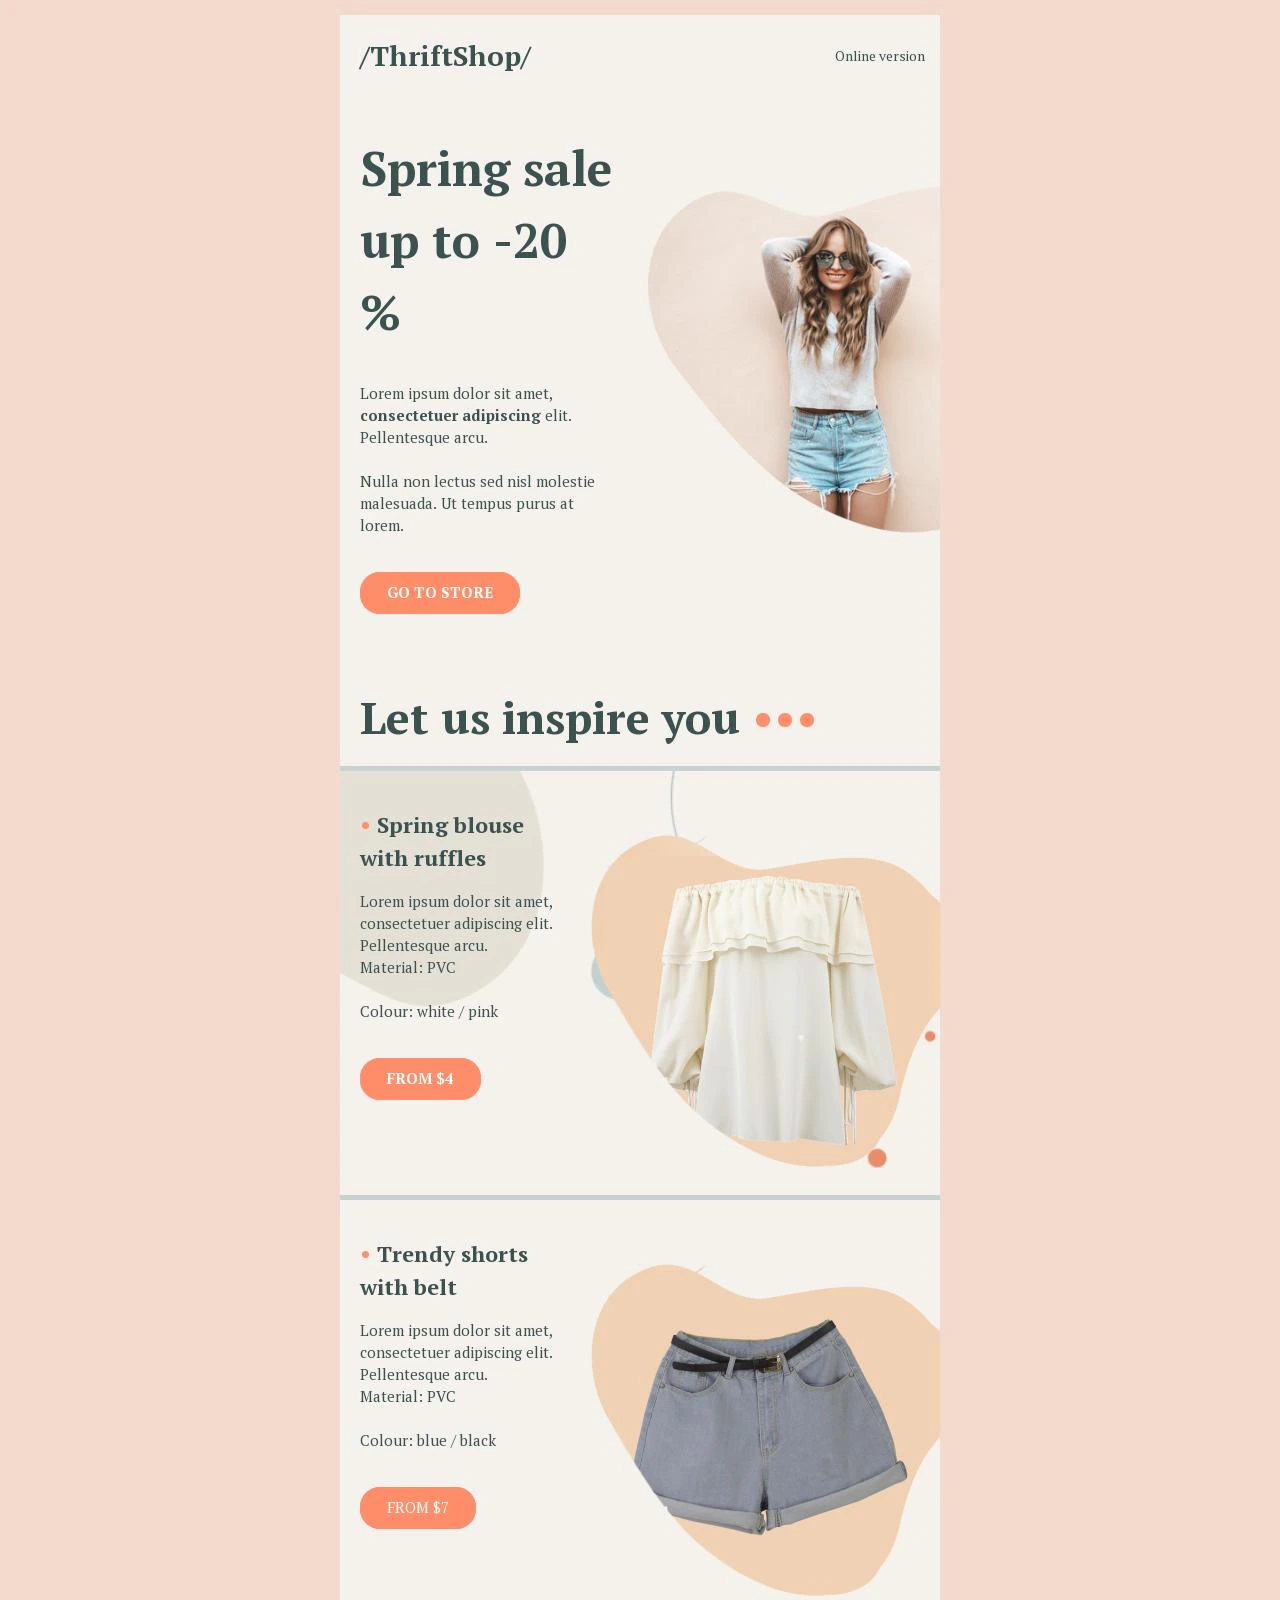 /ThriftShop/
Online version
Spring sale
up to -20
%
Lorem ipsum dolor sit amet,
consectetuer adipiscing elit.
Pellentesque arcu.
Nulla non lectus sed nisl molestie
malesuada. Ut tempus purus at
lorem.
GO TO STORE
Let us inspire you •••
• Spring blouse
with ruffles
Lorem ipsum dolor sit amet,
consectetuer adipiscing elit.
Pellentesque arcu.
Material: PVC
Colour: white / pink
FROM $4
• Trendy shorts
with belt
Lorem ipsum dolor sit amet,
consectetuer adipiscing elit.
Pellentesque arcu.
Material: PVC
Colour: blue / black
FROM $7